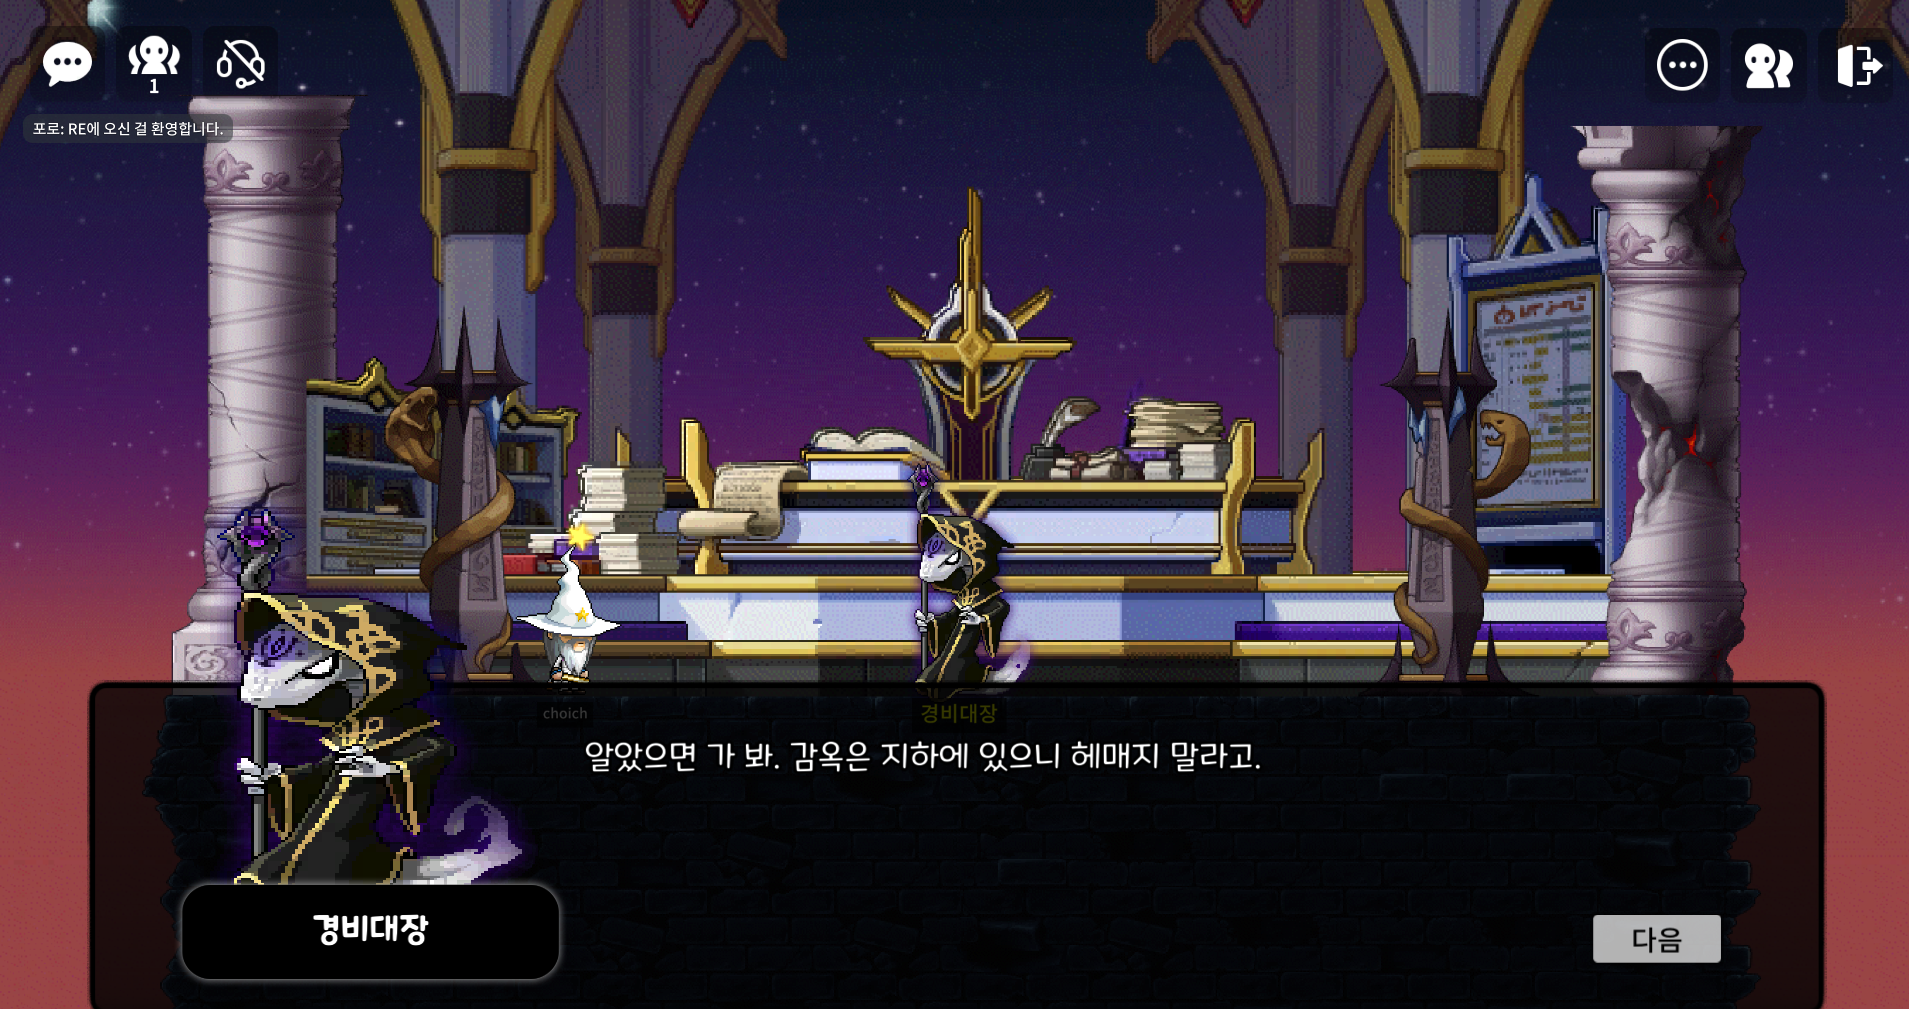 1
포로: RE에 오신 걸 환영합니다.
choich
경비대장
알았으면 가 봐. 감옥은 지하에 있으니 헤매지 말라고.
경비대장
다음